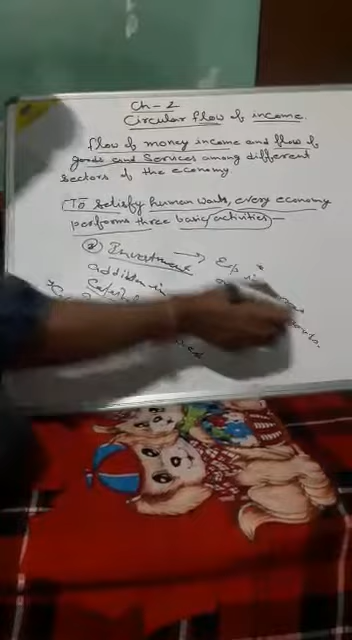 Ch-2
Circular flow of income.
flow of money income and flow of
goods and services among different
sectors of the economy.
To satisfy human wants, every economy
performs three basic activities
Investment →
addition in